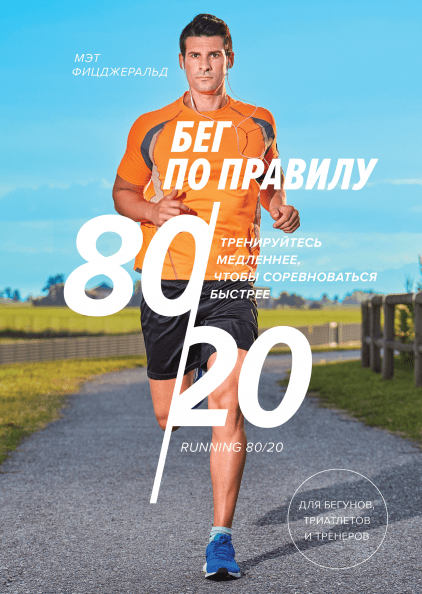 МЭТ
ФИЦДЖЕРАЛЬД
БЕГ
ПО ПРАВИЛУ
80/20
ТРЕНИРУЙТЕСЬ
МЕДЛЕННЕЕ,
ЧТОБЫ СОРЕВНОВАТЬСЯ
БЫСТРЕЕ
RUNNING 80/20
ДЛЯ БЕГУНОВ,
ТРИАТЛЕТОВ
И ТРЕНЕРОВ